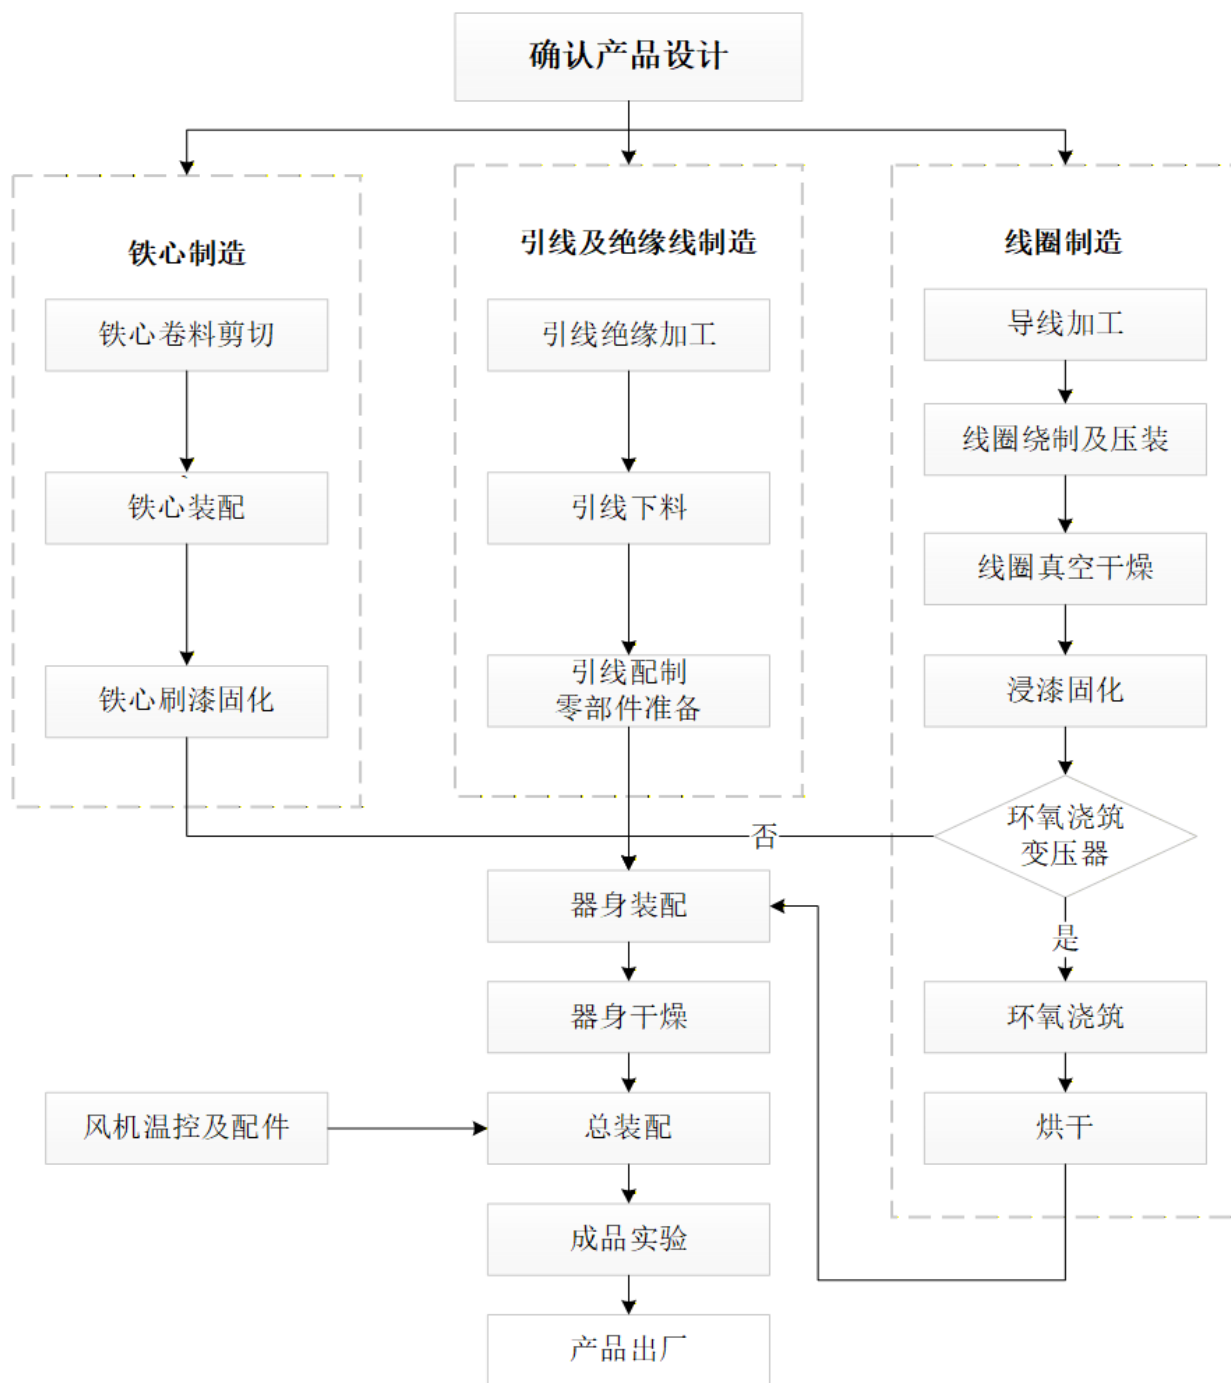 确认产品设计
铁心制造
铁心卷料剪切
铁心装配
铁心刷漆固化
引线及绝缘线制造
引线绝缘加工
引线下料
引线配制
零部件准备
线圈制造
导线加工
线圈绕制及压装
线圈真空干燥
浸漆固化
环氧浇筑
变压器
否
是
环氧浇筑
烘干
器身装配
器身干燥
风机温控及配件
总装配
成品实验
产品出厂